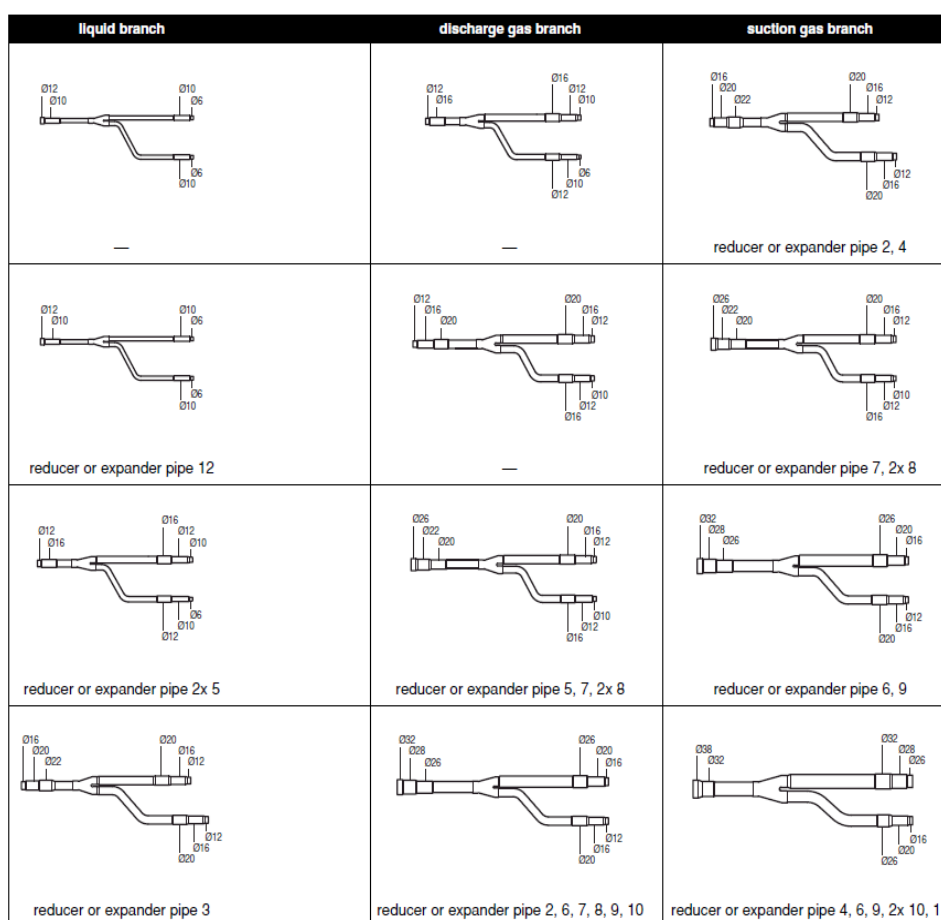 liquid branch
discharge gas branch
suction gas branch
Ø12
Ø10
Ø10
Ø6
Ø6
Ø10
—
Ø12
Ø16
Ø16
Ø12
Ø10
Ø6
Ø10
Ø12
—
Ø16
Ø20
Ø22
Ø20
Ø16
Ø12
Ø12
Ø16
Ø20
reducer or expander pipe 2, 4
Ø12
Ø10
Ø10
Ø6
Ø6
Ø10
reducer or expander pipe 12
Ø12
Ø16
Ø20
Ø20
Ø16
Ø12
Ø10
Ø12
Ø16
—
Ø26
Ø22
Ø20
Ø20
Ø16
Ø12
Ø10
Ø12
Ø16
reducer or expander pipe 7, 2x 8
Ø12
Ø16
Ø16
Ø12
Ø10
Ø6
Ø10
Ø12
reducer or expander pipe 2x 5
Ø26
Ø22
Ø20
Ø20
Ø16
Ø12
Ø10
Ø12
Ø16
reducer or expander pipe 5, 7, 2x 8
Ø32
Ø28
Ø26
Ø26
Ø20
Ø16
Ø12
Ø16
Ø20
reducer or expander pipe 6, 9
Ø16
Ø20
Ø22
Ø20
Ø16
Ø12
Ø12
Ø16
Ø20
reducer or expander pipe 3
Ø32
Ø28
Ø26
Ø26
Ø20
Ø16
Ø12
Ø16
Ø20
reducer or expander pipe 2, 6, 7, 8, 9, 10
Ø38
Ø32
Ø32
Ø28
Ø26
Ø16
Ø20
Ø26
reducer or expander pipe 4, 6, 9, 2x 10, 1